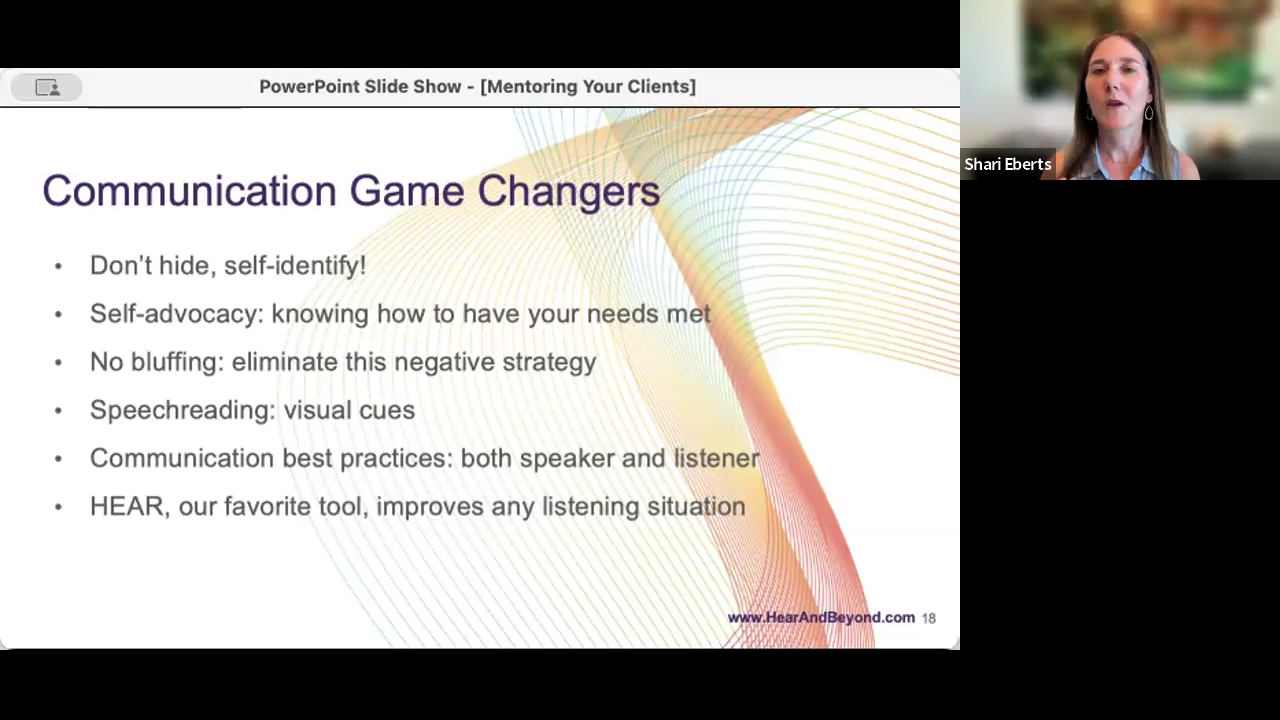 PowerPoint Slide Show - [Mentoring Your Clients]
Shari Eberts
Communication Game Changers
• Don’t hide, self-identify!
• Self-advocacy: knowing how to have your needs met
• No bluffing: eliminate this negative strategy
• Speechreading: visual cues
• Communication best practices: both speaker and listener
• HEAR, our favorite tool, improves any listening situation
www.HearAndBeyond.com 18